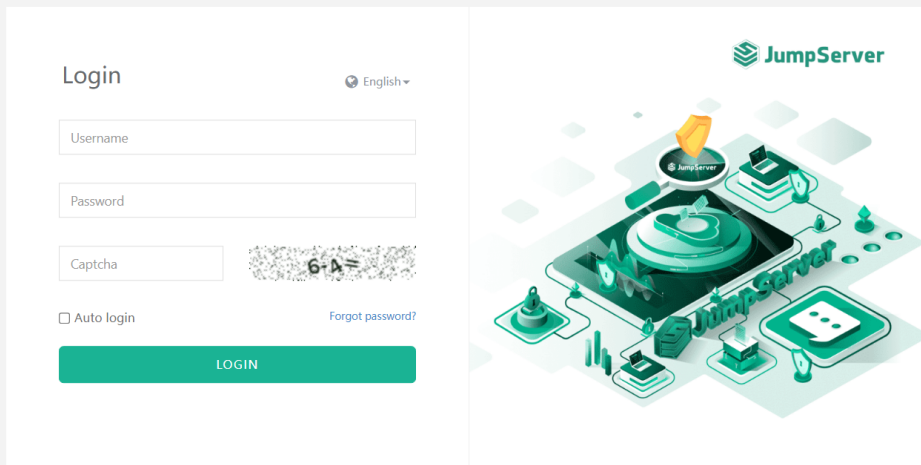 Login
English
JumpServer
Username
Password
Captcha
6-4=
Auto login
Forgot password?
LOGIN
JumpServer
JumpServer